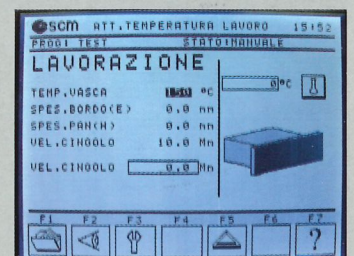 scm ATT.TEMPERATURA LAVORO 15:52
PROG: TEST STATO:MANUALE
LAVORAZIONE
0 °C
TEMP.VASCA 150 °C
SPES.BORDO(E) 0.0 mm
SPES.PAN(H) 0.0 mm
VEL.CINGOLO 10.0 Mn
VEL.CINGOLO 0.0 Mn
F1 F2 F3 F4 F5 F6 F7
?